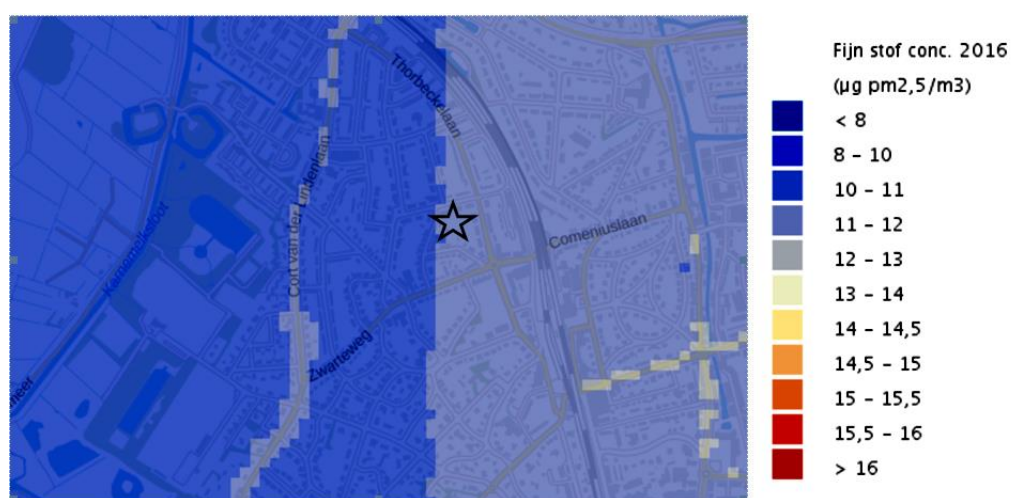 Thorbeckelaan
Cort van der Lindenlaan
Karnemelksloot
Comeniuslaan
Zwarteweg
neer
Fijn stof conc. 2016
(µg pm2,5/m3)
< 8
8 – 10
10 – 11
11 – 12
12 – 13
13 – 14
14 – 14,5
14,5 – 15
15 – 15,5
15,5 – 16
> 16